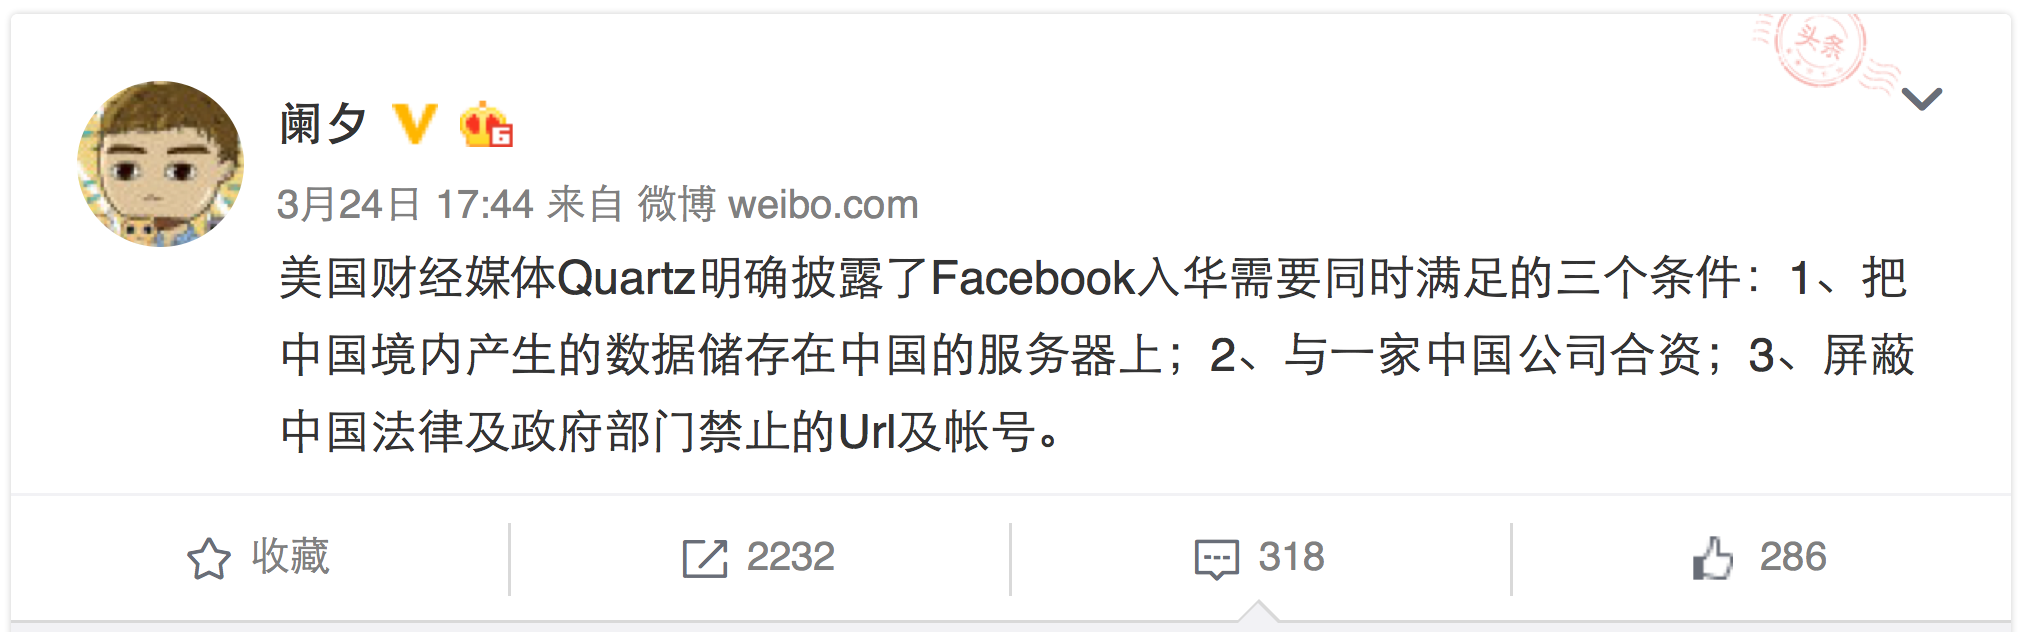 头条
阑夕
6
3月24日 17:44 来自 微博 weibo.com
美国财经媒体Quartz明确披露了Facebook入华需要同时满足的三个条件：1、把
中国境内产生的数据储存在中国的服务器上；2、与一家中国公司合资；3、屏蔽
中国法律及政府部门禁止的Url及帐号。
收藏 2232 318 286